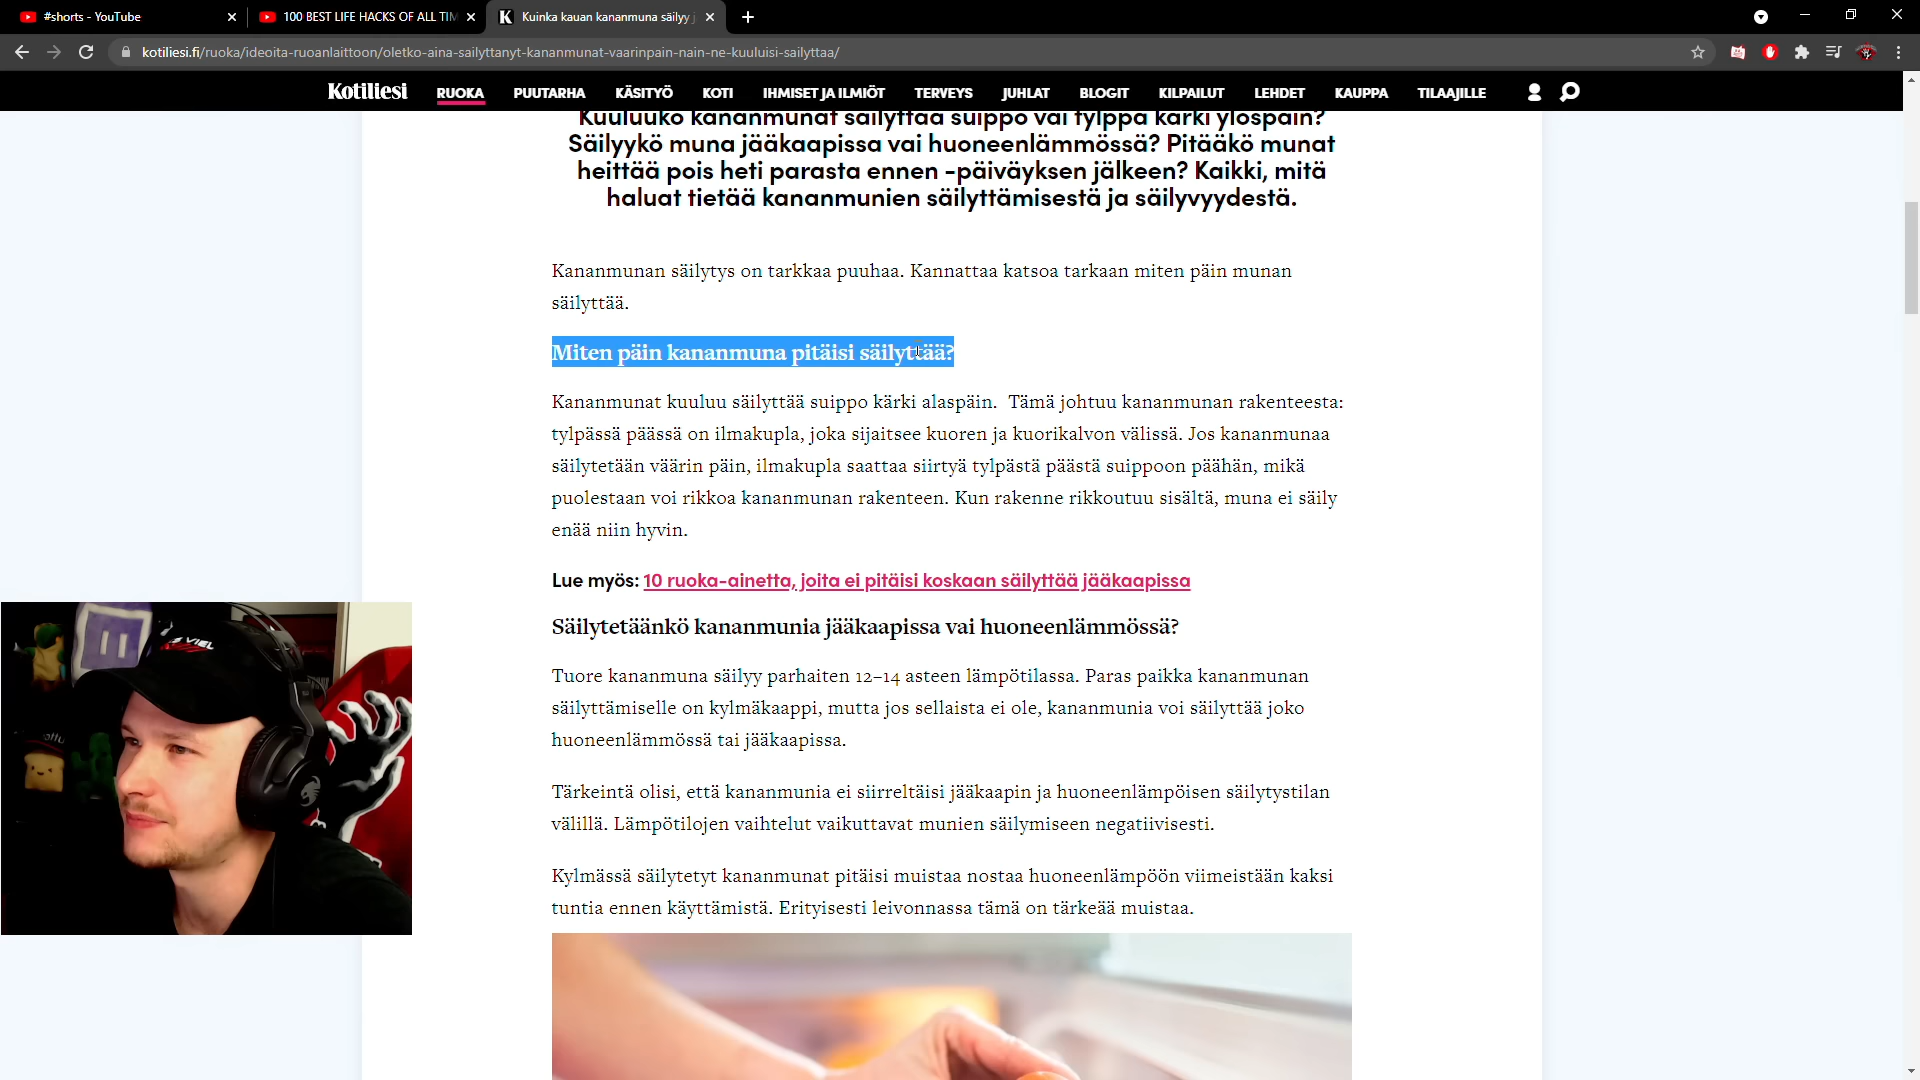 #shorts - YouTube
100 BEST LIFE HACKS OF ALL TIM
Kuinka kauan kananmuna säilyy
kotiliesi.fi/ruoka/ideoita-ruoanlaittoon/oletko-aina-sailyttanyt-kananmunat-vaarinpain-nain-ne-kuuluisi-sailyttaa/
Kotiliesi RUOKA PUUTARHA KÄSITYÖ KOTI IHMISET JA ILMIÖT TERVEYS JUHLAT BLOGIT KILPAILUT LEHDET KAUPPA TILAAJILLE
Kuuluuko kananmunat säilyttää suippo vai tylppä kärki ylöspäin?
Säilyykö muna jääkaapissa vai huoneenlämmössä? Pitääkö munat
heittää pois heti parasta ennen -päiväyksen jälkeen? Kaikki, mitä
haluat tietää kananmunien säilyttämisestä ja säilyvyydestä.
Kananmunan säilytys on tarkkaa puuhaa. Kannattaa katsoa tarkaan miten päin munan
säilyttää.
Miten päin kananmuna pitäisi säilyttää?
Kananmunat kuuluu säilyttää suippo kärki alaspäin. Tämä johtuu kananmunan rakenteesta:
tylpässä päässä on ilmakupla, joka sijaitsee kuoren ja kuorikalvon välissä. Jos kananmunaa
säilytetään väärin päin, ilmakupla saattaa siirtyä tylpästä päästä suippoon päähän, mikä
puolestaan voi rikkoa kananmunan rakenteen. Kun rakenne rikkoutuu sisältä, muna ei säily
enää niin hyvin.
Lue myös: 10 ruoka-ainetta, joita ei pitäisi koskaan säilyttää jääkaapissa
Säilytetäänkö kananmunia jääkaapissa vai huoneenlämmössä?
Tuore kananmuna säilyy parhaiten 12–14 asteen lämpötilassa. Paras paikka kananmunan
säilyttämiselle on kylmäkaappi, mutta jos sellaista ei ole, kananmunia voi säilyttää joko
huoneenlämmössä tai jääkaapissa.
Tärkeintä olisi, että kananmunia ei siirreltäisi jääkaapin ja huoneenlämpöisen säilytystilan
välillä. Lämpötilojen vaihtelut vaikuttavat munien säilymiseen negatiivisesti.
Kylmässä säilytetyt kananmunat pitäisi muistaa nostaa huoneenlämpöön viimeistään kaksi
tuntia ennen käyttämistä. Erityisesti leivonnassa tämä on tärkeää muistaa.